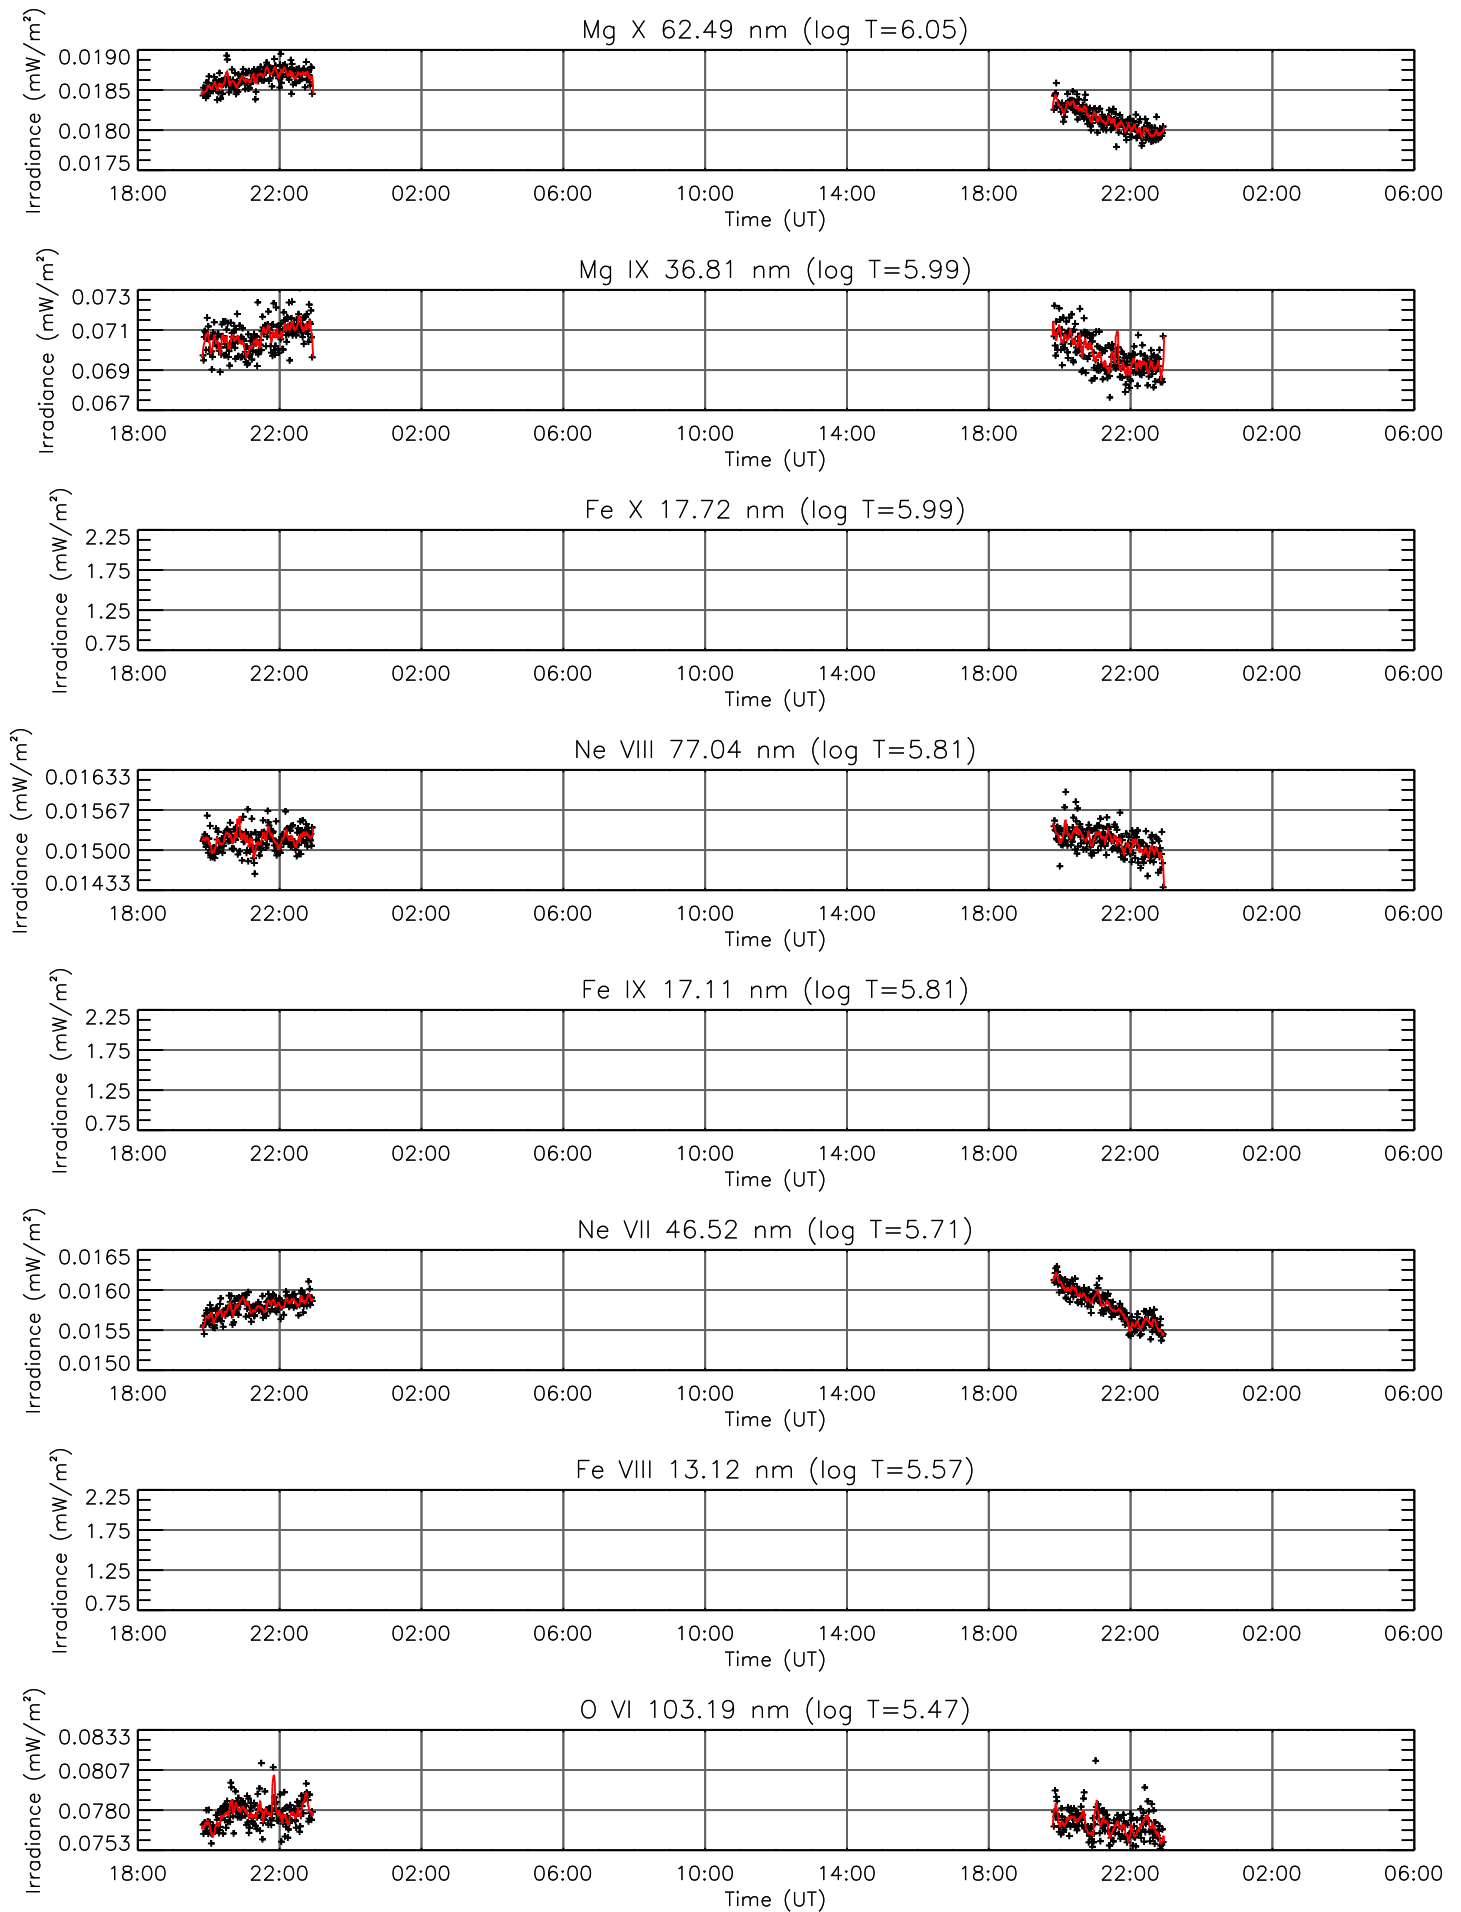 Mg X 62.49 nm (log T=6.05)
Irradiance (mW/m²)
0.0190
0.0185
0.0180
0.0175
18:00 22:00 02:00 06:00 10:00 14:00 18:00 22:00 02:00 06:00
Time (UT)
Mg IX 36.81 nm (log T=5.99)
Irradiance (mW/m²)
0.073
0.071
0.069
0.067
18:00 22:00 02:00 06:00 10:00 14:00 18:00 22:00 02:00 06:00
Time (UT)
Fe X 17.72 nm (log T=5.99)
Irradiance (mW/m²)
2.25
1.75
1.25
0.75
18:00 22:00 02:00 06:00 10:00 14:00 18:00 22:00 02:00 06:00
Time (UT)
Ne VIII 77.04 nm (log T=5.81)
Irradiance (mW/m²)
0.01633
0.01567
0.01500
0.01433
18:00 22:00 02:00 06:00 10:00 14:00 18:00 22:00 02:00 06:00
Time (UT)
Fe IX 17.11 nm (log T=5.81)
Irradiance (mW/m²)
2.25
1.75
1.25
0.75
18:00 22:00 02:00 06:00 10:00 14:00 18:00 22:00 02:00 06:00
Time (UT)
Ne VII 46.52 nm (log T=5.71)
Irradiance (mW/m²)
0.0165
0.0160
0.0155
0.0150
18:00 22:00 02:00 06:00 10:00 14:00 18:00 22:00 02:00 06:00
Time (UT)
Fe VIII 13.12 nm (log T=5.57)
Irradiance (mW/m²)
2.25
1.75
1.25
0.75
18:00 22:00 02:00 06:00 10:00 14:00 18:00 22:00 02:00 06:00
Time (UT)
O VI 103.19 nm (log T=5.47)
Irradiance (mW/m²)
0.0833
0.0807
0.0780
0.0753
18:00 22:00 02:00 06:00 10:00 14:00 18:00 22:00 02:00 06:00
Time (UT)